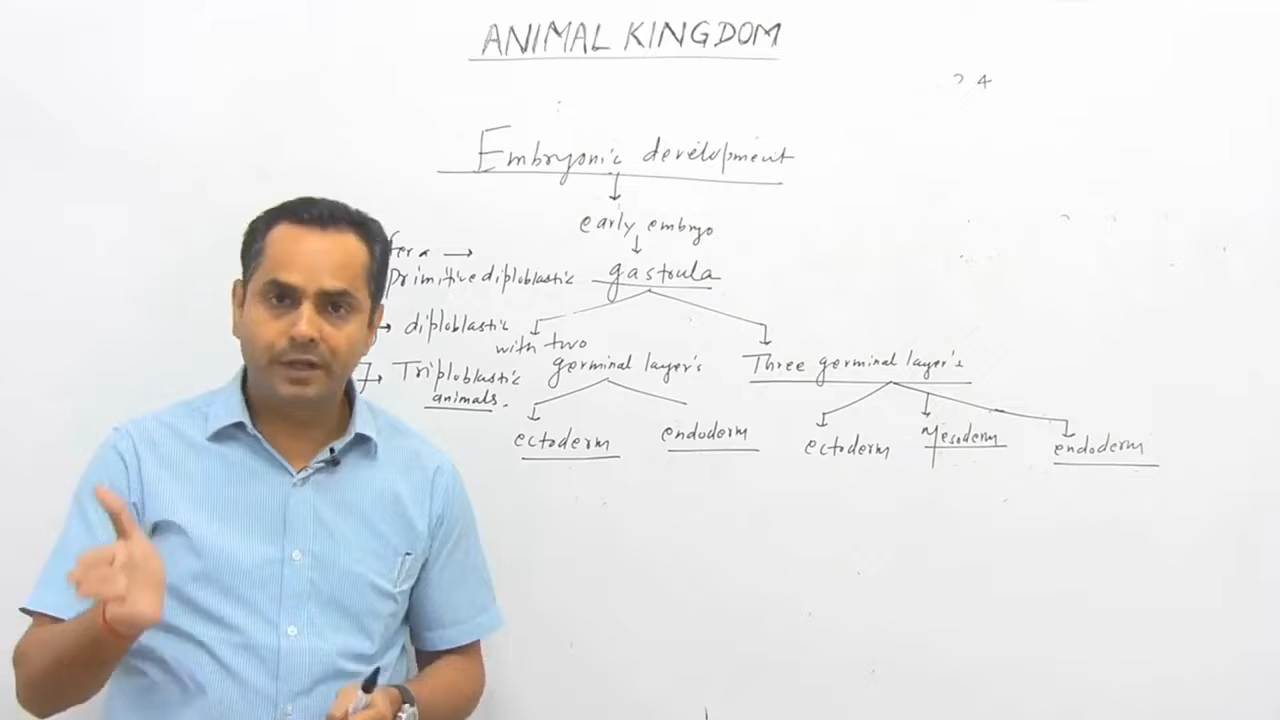 ANIMAL KINGDOM
24
Embryonic development
early embryo
fera →
Primitive diploblastic gastrula
→ diploblastic
with two
germinal layer's Three germinal layer's
→ Triploblastic
animals.
ectoderm endoderm ectoderm Mesoderm endoderm